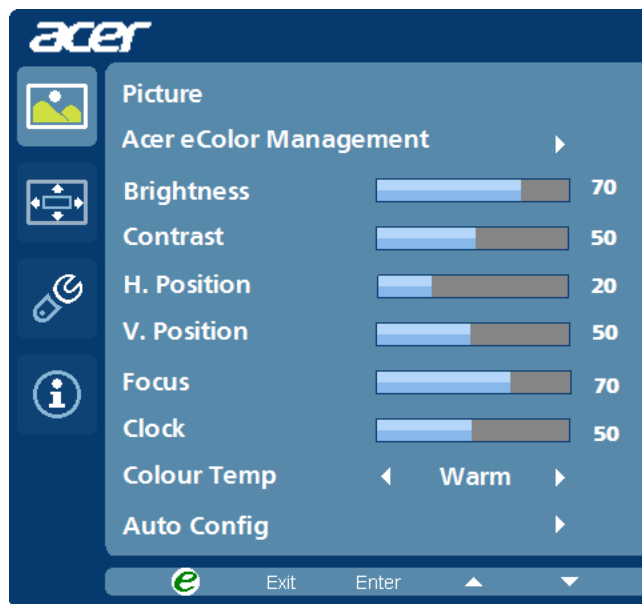 acer
Picture
Acer eColor Management
Brightness 70
Contrast 50
H. Position 20
V. Position 50
Focus 70
Clock 50
Colour Temp Warm
Auto Config
e Exit Enter